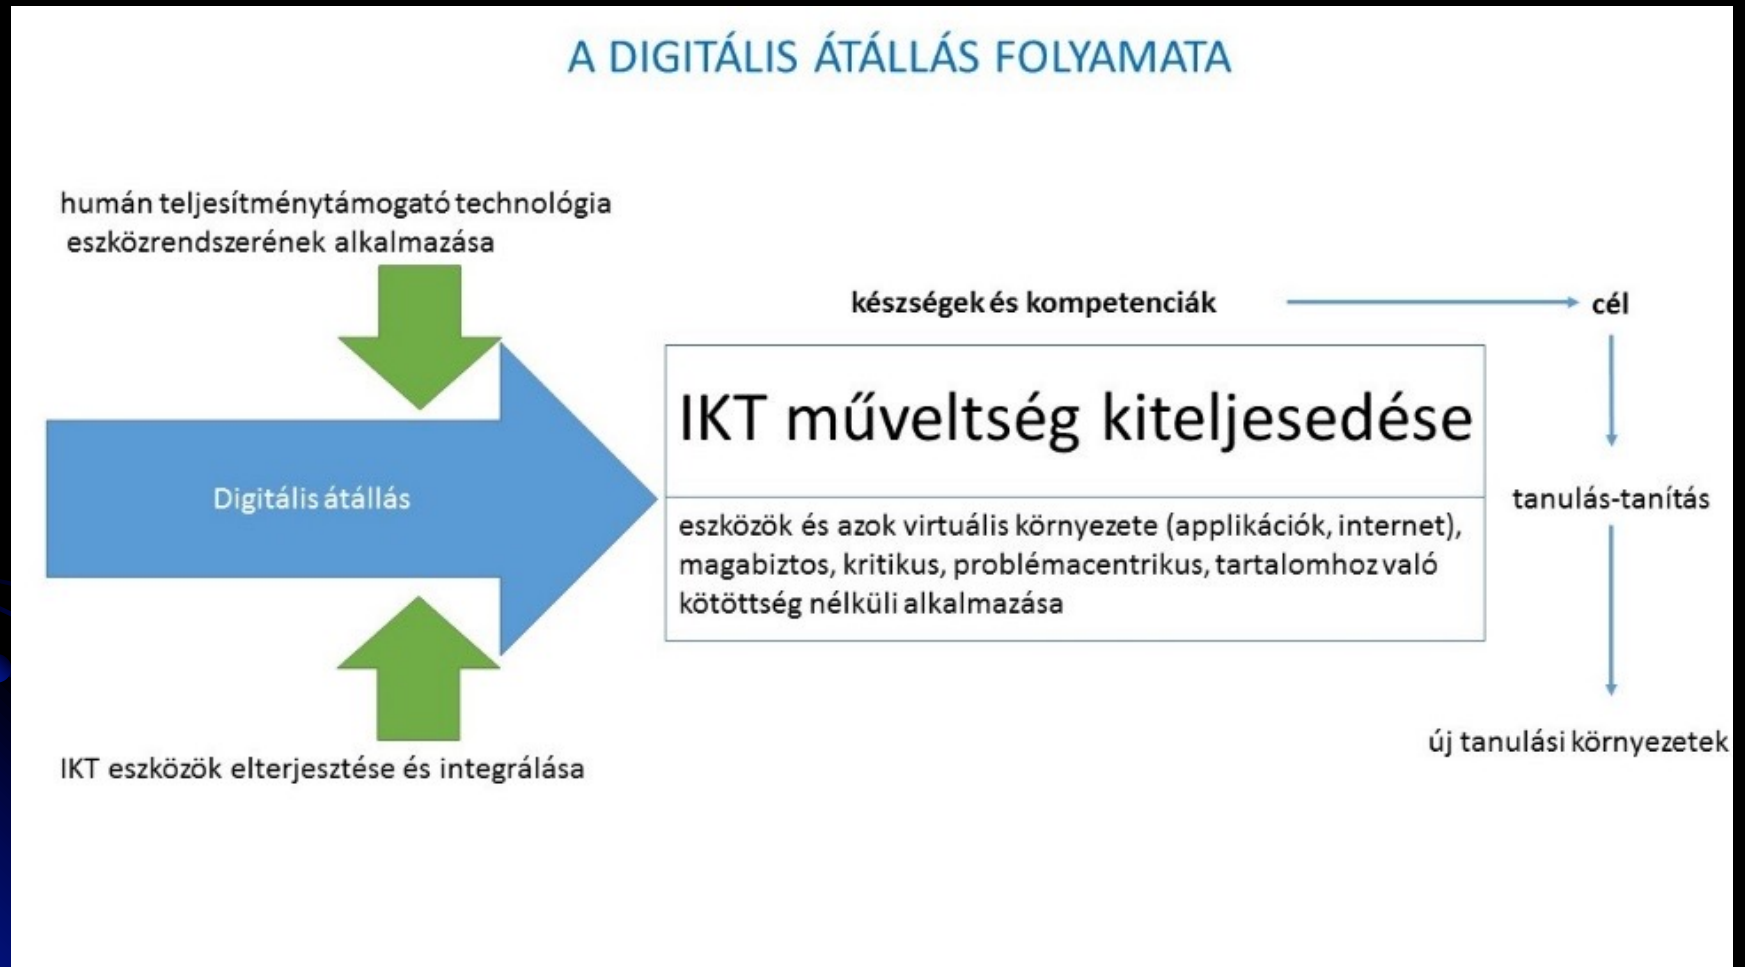 A DIGITÁLIS ÁTÁLLÁS FOLYAMATA
humán teljesítménytámogató technológia
eszközrendszerének alkalmazása
készségek és kompetenciák
cél
IKT műveltség kiteljesedése
Digitális átállás
tanulás-tanítás
eszközök és azok virtuális környezete (applikációk, internet),
magabiztos, kritikus, problémacentrikus, tartalomhoz való
kötöttség nélküli alkalmazása
új tanulási környezetek
IKT eszközök elterjesztése és integrálása